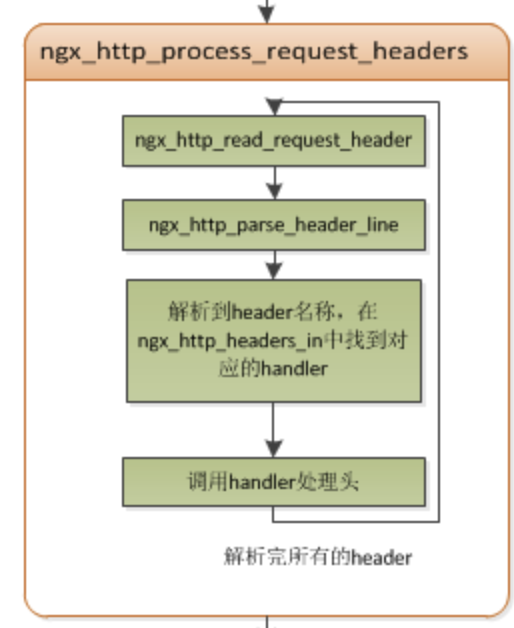 ngx_http_process_request_headers
ngx_http_read_request_header
ngx_http_parse_header_line
解析到header名称，在
ngx_http_headers_in中找到对
应的handler
调用handler处理头
解析完所有的header